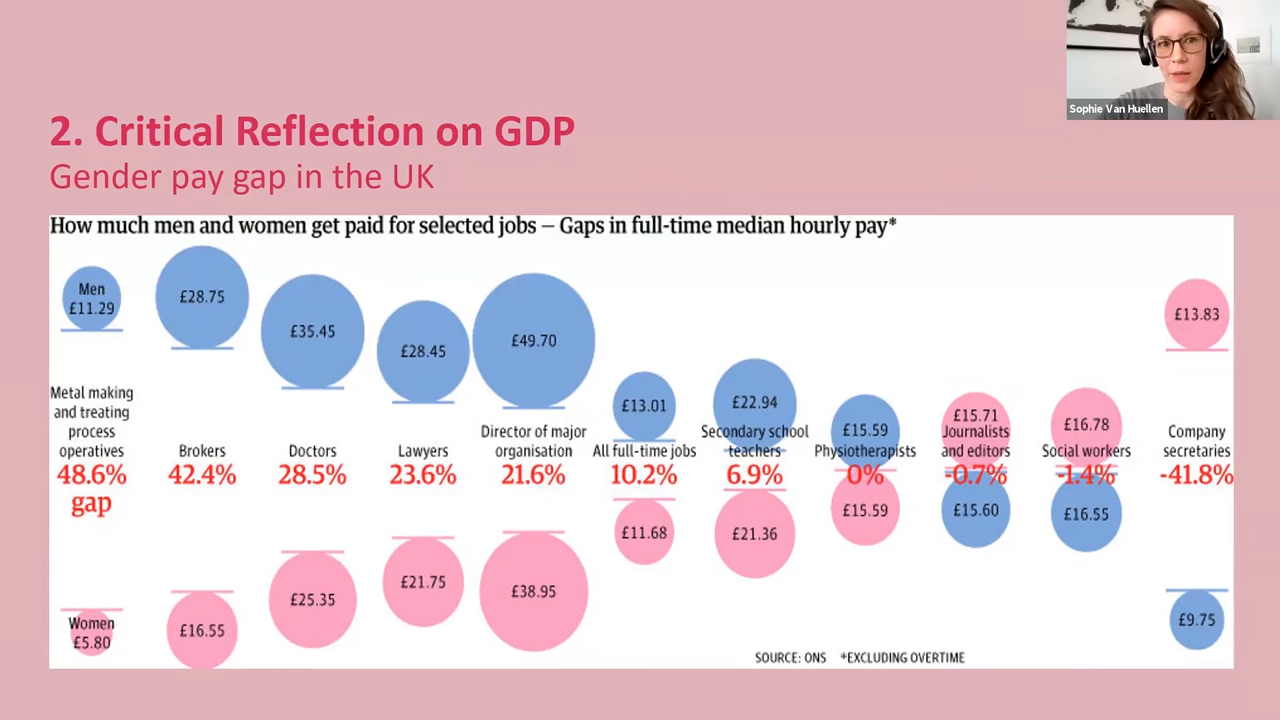 Sophie Van Huellen
2. Critical Reflection on GDP
Gender pay gap in the UK
How much men and women get paid for selected jobs – Gaps in full-time median hourly pay*
Men
£11.29
Metal making
and treating
process
operatives
48.6%
gap
Women
£5.80
£28.75
Brokers
42.4%
£16.55
£35.45
Doctors
28.5%
£25.35
£28.45
Lawyers
23.6%
£21.75
£49.70
Director of major
organisation
21.6%
£38.95
£13.01
All full-time jobs
10.2%
£11.68
£22.94
Secondary school
teachers
6.9%
£21.36
£15.59
Physiotherapists
0%
£15.59
£15.71
Journalists
and editors
-0.7%
£15.60
£16.78
Social workers
-1.4%
£16.55
£13.83
Company
secretaries
-41.8%
£9.75
SOURCE: ONS *EXCLUDING OVERTIME